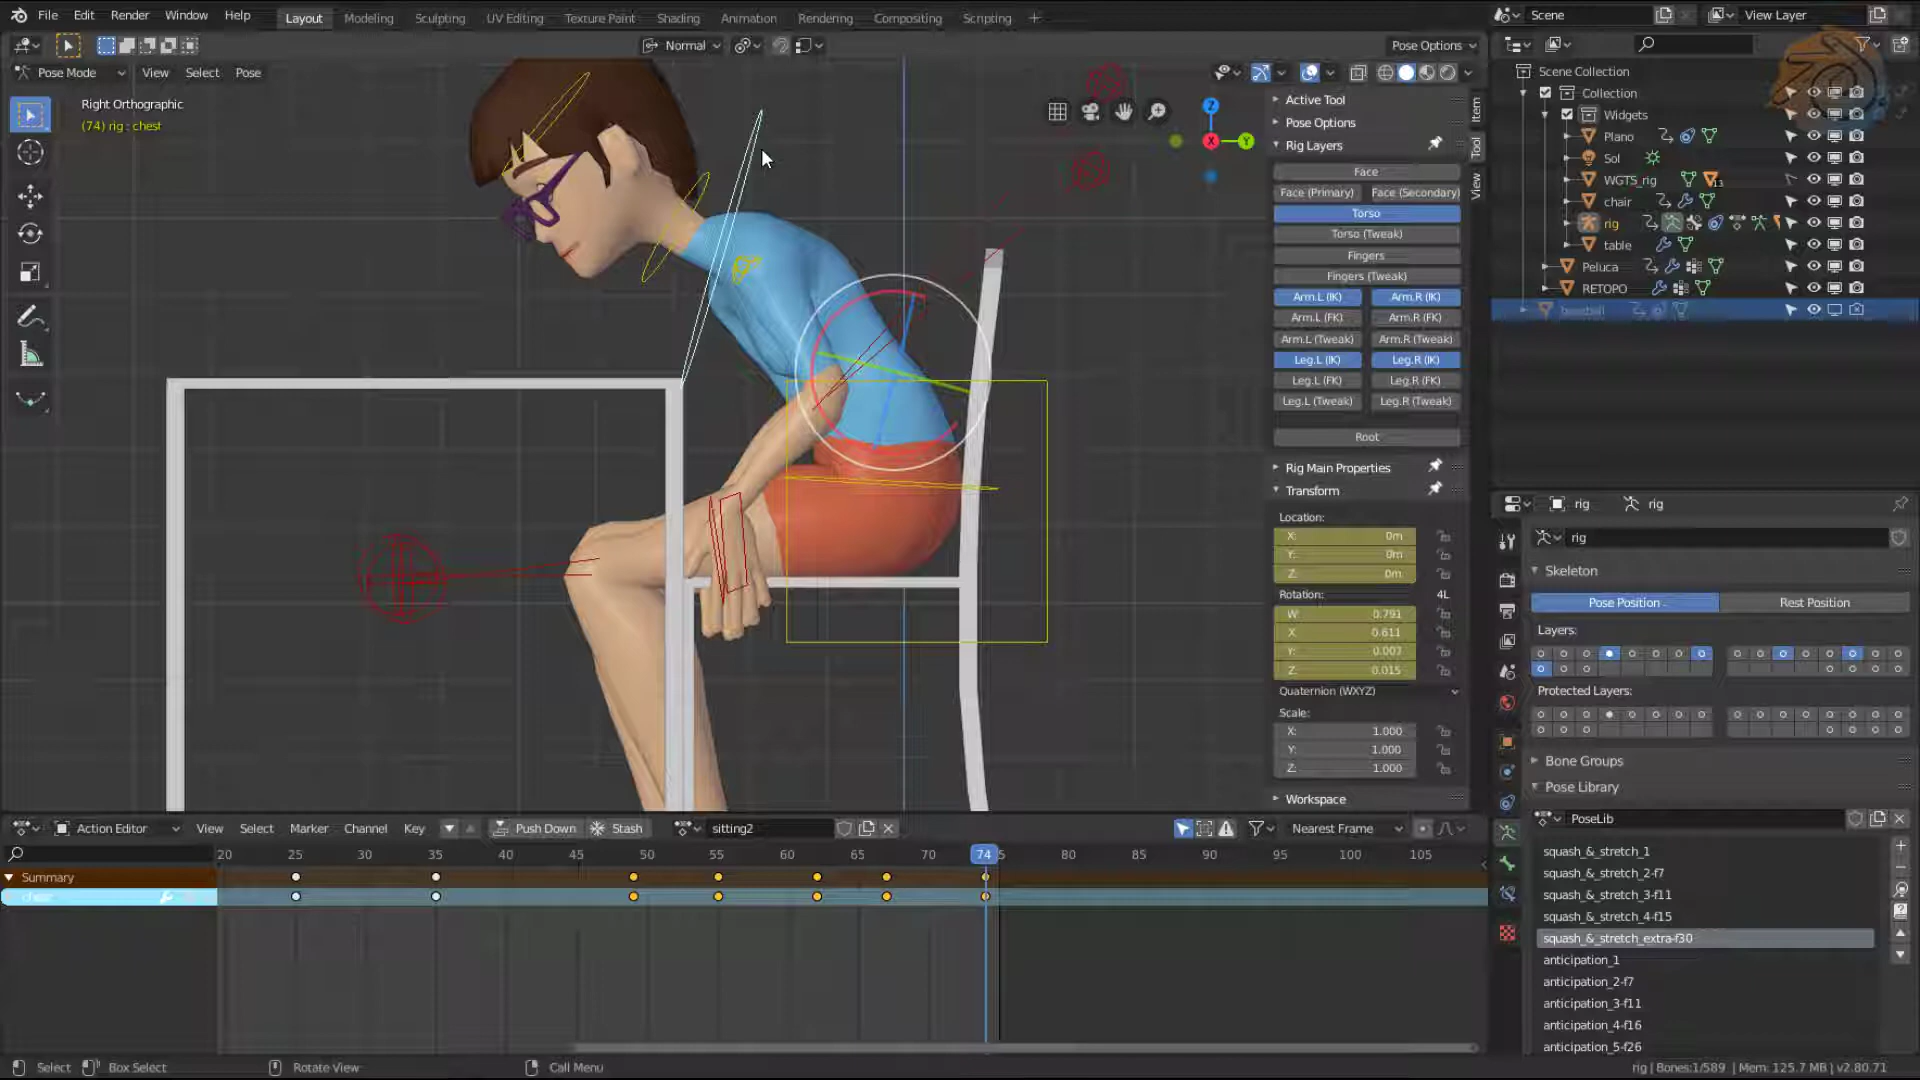 File Edit Render Window Help Layout Modeling Sculpting UV Editing Texture Paint Shading Animation Rendering Compositing Scripting + Scene View Layer
Normal Pose Options
Pose Mode View Select Pose
Right Orthographic
(74) rig : chest
Z
X
Y
Active Tool
Pose Options
Rig Layers
Face
Face (Primary) Face (Secondary)
Torso
Torso (Tweak)
Fingers
Fingers (Tweak)
Arm.L (IK) Arm.R (IK)
Arm.L (FK) Arm.R (FK)
Arm.L (Tweak) Arm.R (Tweak)
Leg.L (IK) Leg.R (IK)
Leg.L (FK) Leg.R (FK)
Leg.L (Tweak) Leg.R (Tweak)
Root
Rig Main Properties
Transform
Location:
X: 0m
Y: 0m
Z: 0m
Rotation: 4L
W: 0.791
X: 0.611
Y: 0.007
Z: 0.015
Quaternion (WXYZ)
Scale:
X: 1.000
Y: 1.000
Z: 1.000
Workspace
Item
Tool
View
Scene Collection
Collection
Widgets
Plano
Sol
WGTS_rig 13
chair
rig
table
Peluca
RETOPO
rig rig
rig
Skeleton
Pose Position Rest Position
Layers:
Protected Layers:
Bone Groups
Pose Library
PoseLib
squash_&_stretch_1
squash_&_stretch_2-f7
squash_&_stretch_3-f11
squash_&_stretch_4-f15
squash_&_stretch_extra-f30
anticipation_1
anticipation_2-f7
anticipation_3-f11
anticipation_4-f16
anticipation_5-f26
Action Editor View Select Marker Channel Key Push Down Stash sitting2 Nearest Frame
20 25 30 35 40 45 50 55 60 65 70 74 80 85 90 95 100 105
Summary
chest
Select Box Select Rotate View Call Menu rig | Bones:1/589 | Mem: 125.7 MB | v2.80.71